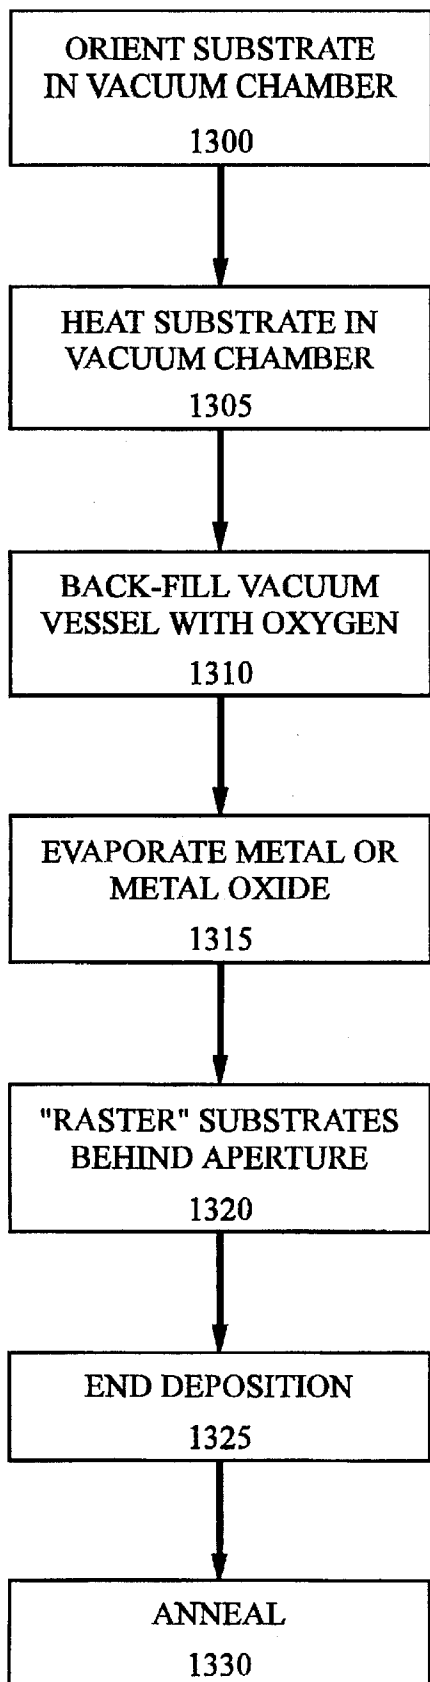 ORIENT SUBSTRATE
IN VACUUM CHAMBER
1300
HEAT SUBSTRATE IN
VACUUM CHAMBER
1305
BACK-FILL VACUUM
VESSEL WITH OXYGEN
1310
EVAPORATE METAL OR
METAL OXIDE
1315
"RASTER" SUBSTRATES
BEHIND APERTURE
1320
END DEPOSITION
1325
ANNEAL
1330